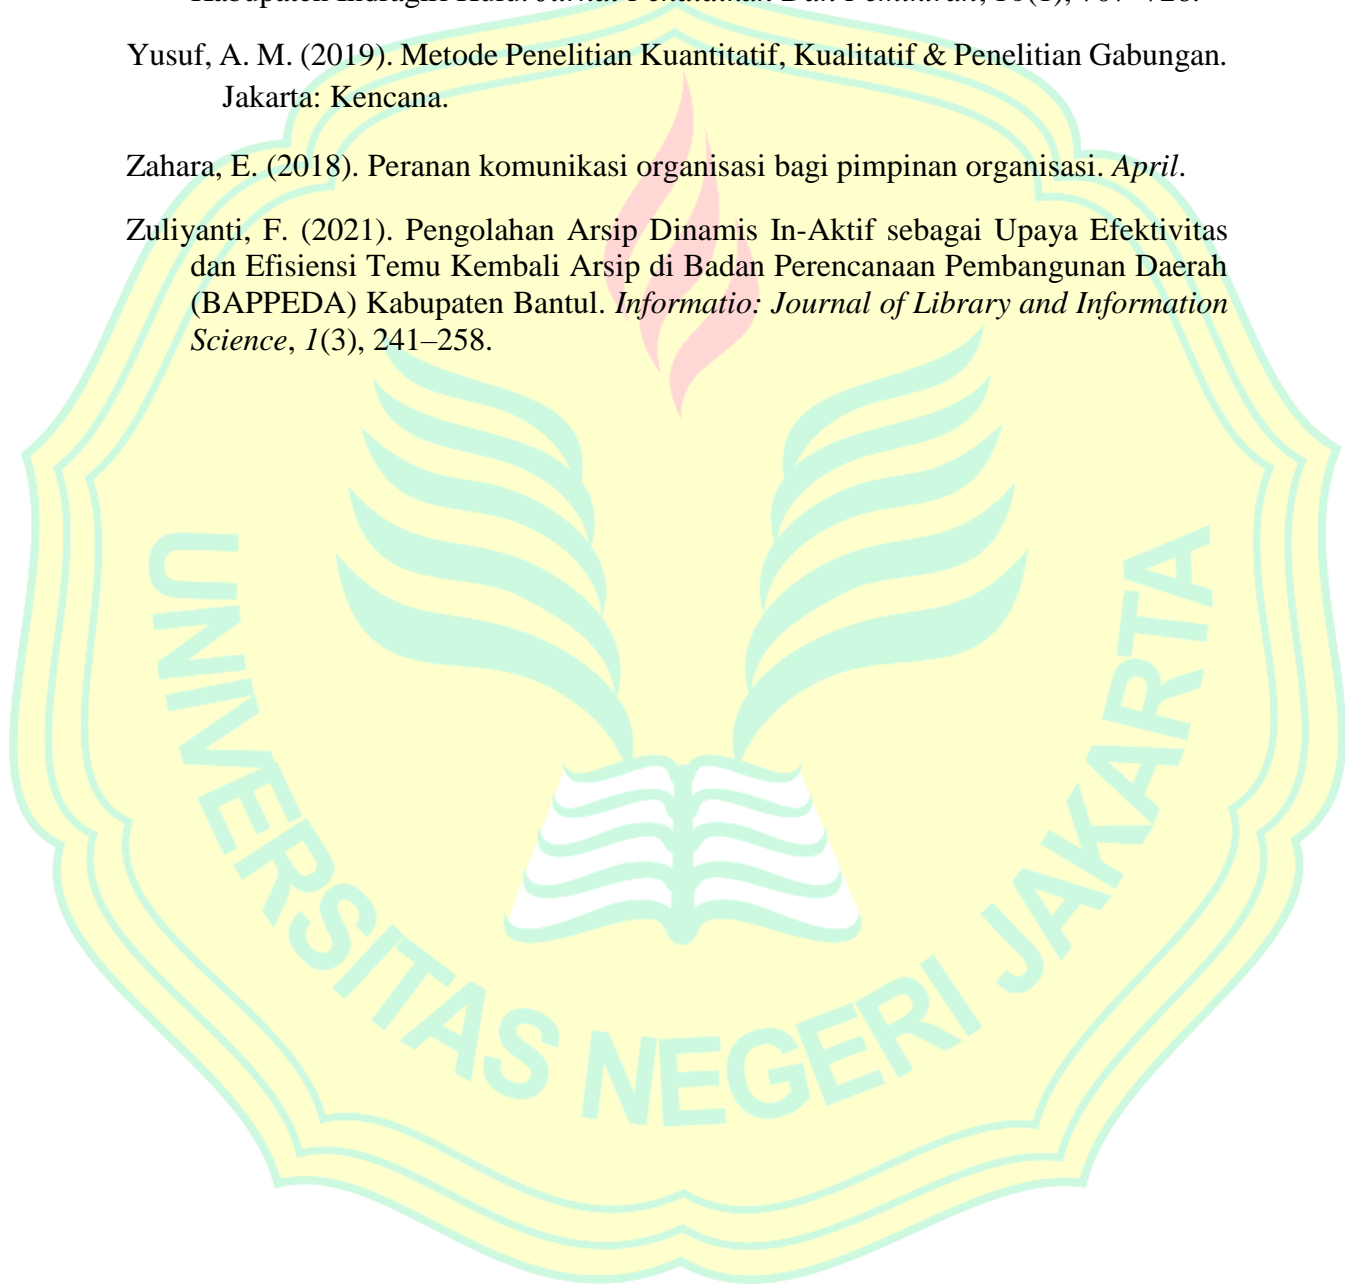 Yusuf, A. M. (2019). Metode Penelitian Kuantitatif, Kualitatif & Penelitian Gabungan.
Jakarta: Kencana.
Zahara, E. (2018). Peranan komunikasi organisasi bagi pimpinan organisasi. April.
Zuliyanti, F. (2021). Pengolahan Arsip Dinamis In-Aktif sebagai Upaya Efektivitas
dan Efisiensi Temu Kembali Arsip di Badan Perencanaan Pembangunan Daerah
(BAPPEDA) Kabupaten Bantul. Informatio: Journal of Library and Information
Science, 1(3), 241–258.
UNIVERSITAS NEGERI JAKARTA